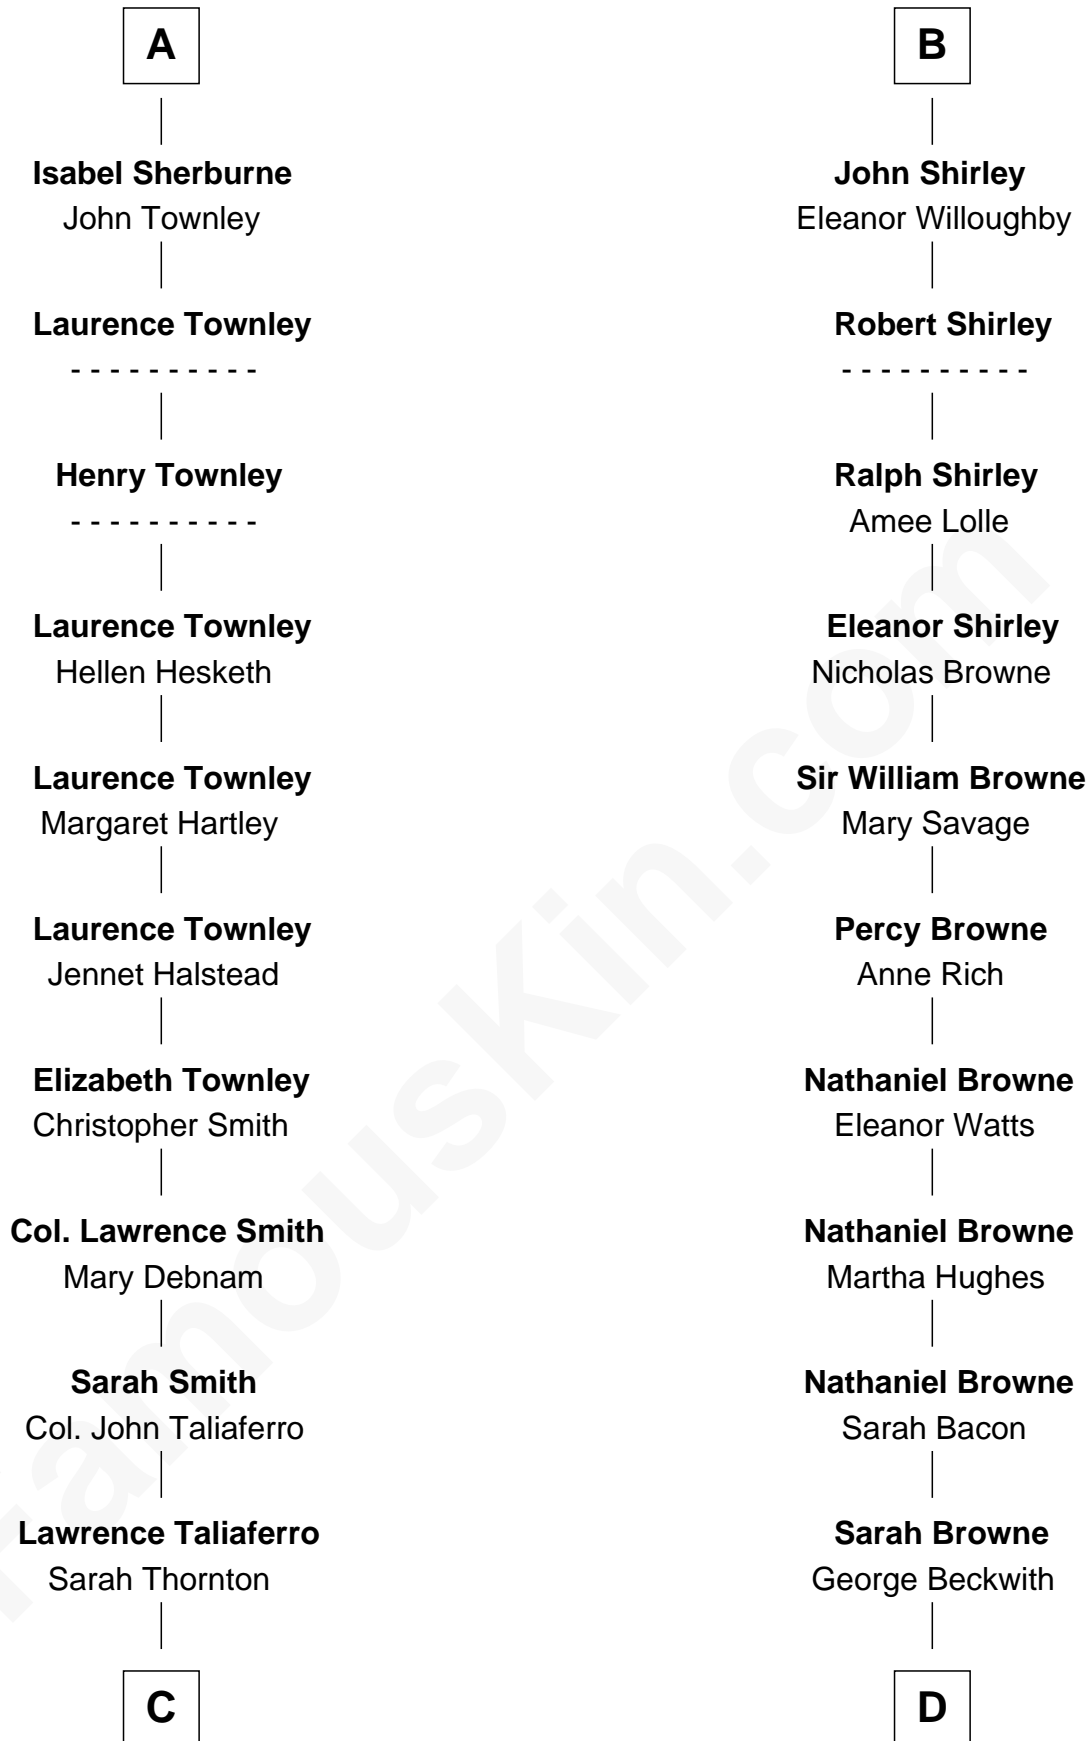 A
Isabel Sherburne
John Townley
Laurence Townley
- - - - - - - - - -
Henry Townley
- - - - - - - - - -
Laurence Townley
Hellen Hesketh
Laurence Townley
Margaret Hartley
Laurence Townley
Jennet Halstead
Elizabeth Townley
Christopher Smith
Col. Lawrence Smith
Mary Debnam
Sarah Smith
Col. John Taliaferro
Lawrence Taliaferro
Sarah Thornton
C
B
John Shirley
Eleanor Willoughby
Robert Shirley
- - - - - - - - - -
Ralph Shirley
Amee Lolle
Eleanor Shirley
Nicholas Browne
Sir William Browne
Mary Savage
Percy Browne
Anne Rich
Nathaniel Browne
Eleanor Watts
Nathaniel Browne
Martha Hughes
Nathaniel Browne
Sarah Bacon
Sarah Browne
George Beckwith
D
FamousKin.com